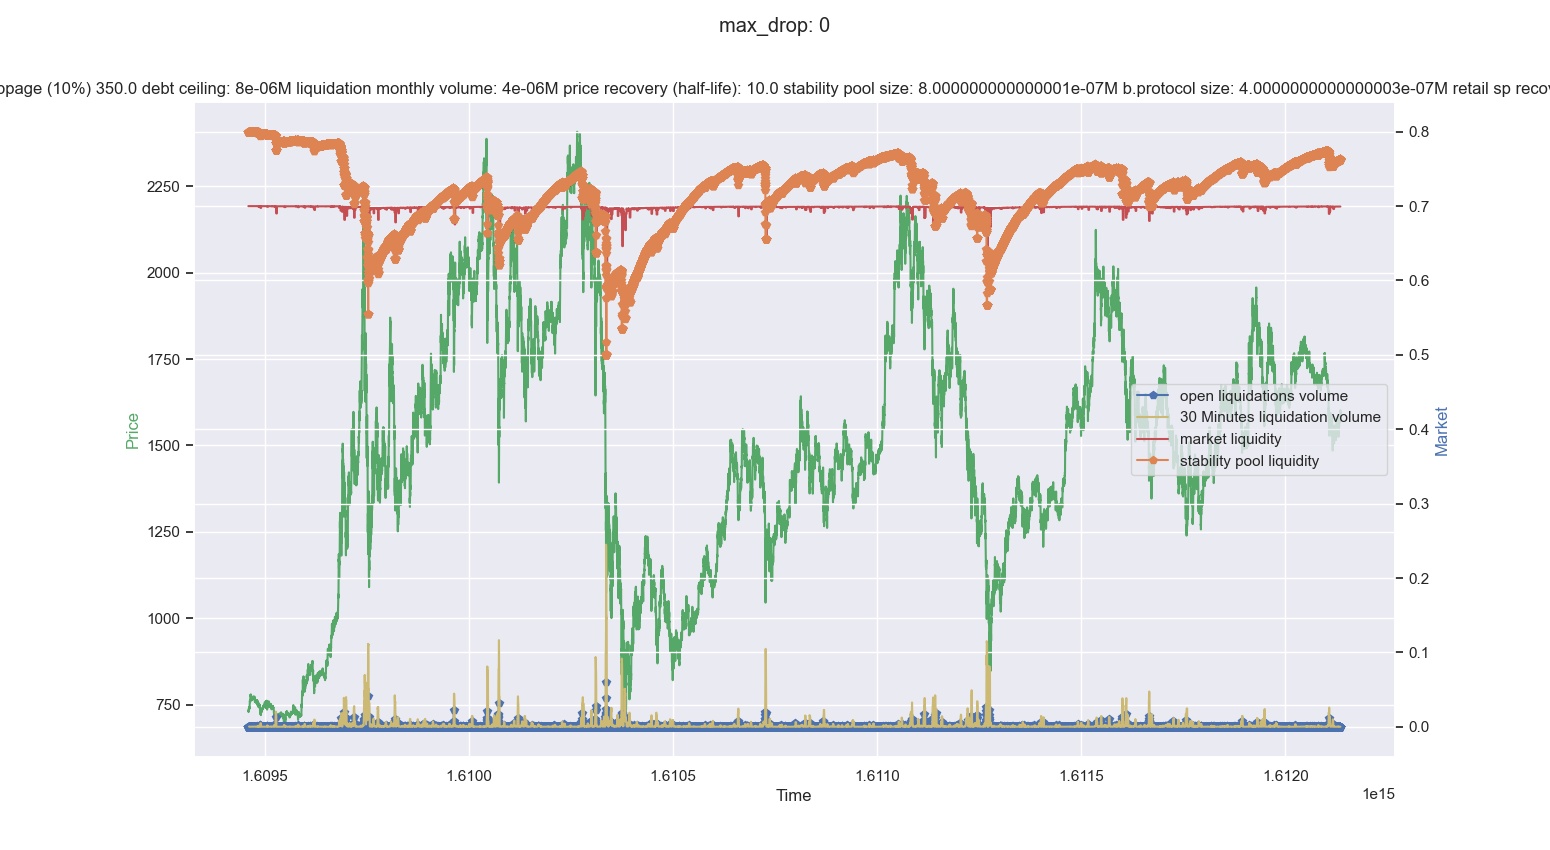 max_drop: 0
opage (10%) 350.0 debt ceiling: 8e-06M liquidation monthly volume: 4e-06M price recovery (half-life): 10.0 stability pool size: 8.000000000000001e-07M b.protocol size: 4.0000000000000003e-07M retail sp recov
2250
2000
1750
1500
1250
1000
750
Price
0.8
0.7
0.6
0.5
0.4
0.3
0.2
0.1
0.0
Market
open liquidations volume
30 Minutes liquidation volume
market liquidity
stability pool liquidity
1.6095 1.6100 1.6105 1.6110 1.6115 1.6120
1e15
Time